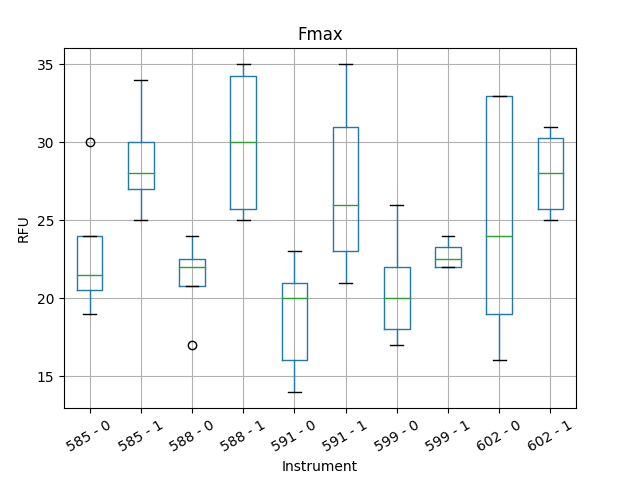 Fmax
35
30
25
20
15
RFU
585 - 0
585 - 1
588 - 0
588 - 1
591 - 0
591 - 1
599 - 0
599 - 1
602 - 0
602 - 1
Instrument